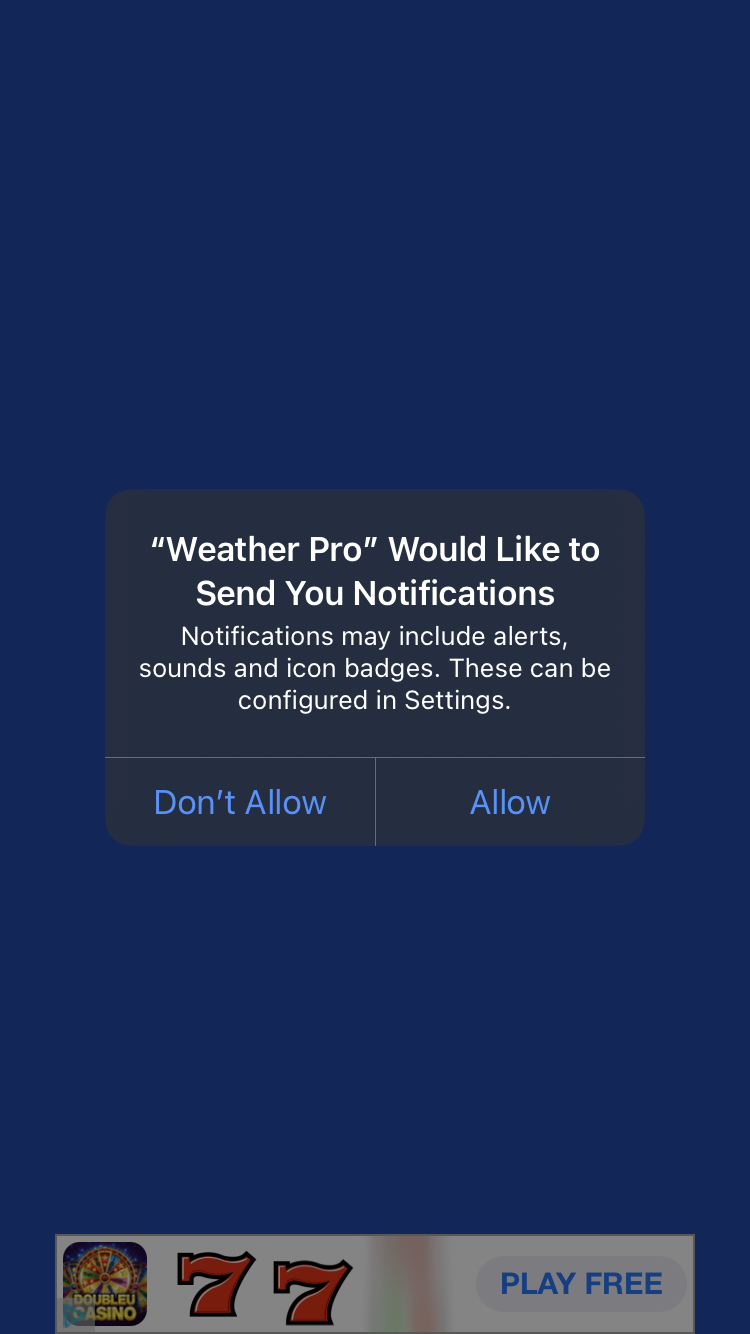 “Weather Pro” Would Like to
Send You Notifications
Notifications may include alerts,
sounds and icon badges. These can be
configured in Settings.
Don’t Allow
Allow
DOUBLEU
CASINO
7 7
PLAY FREE